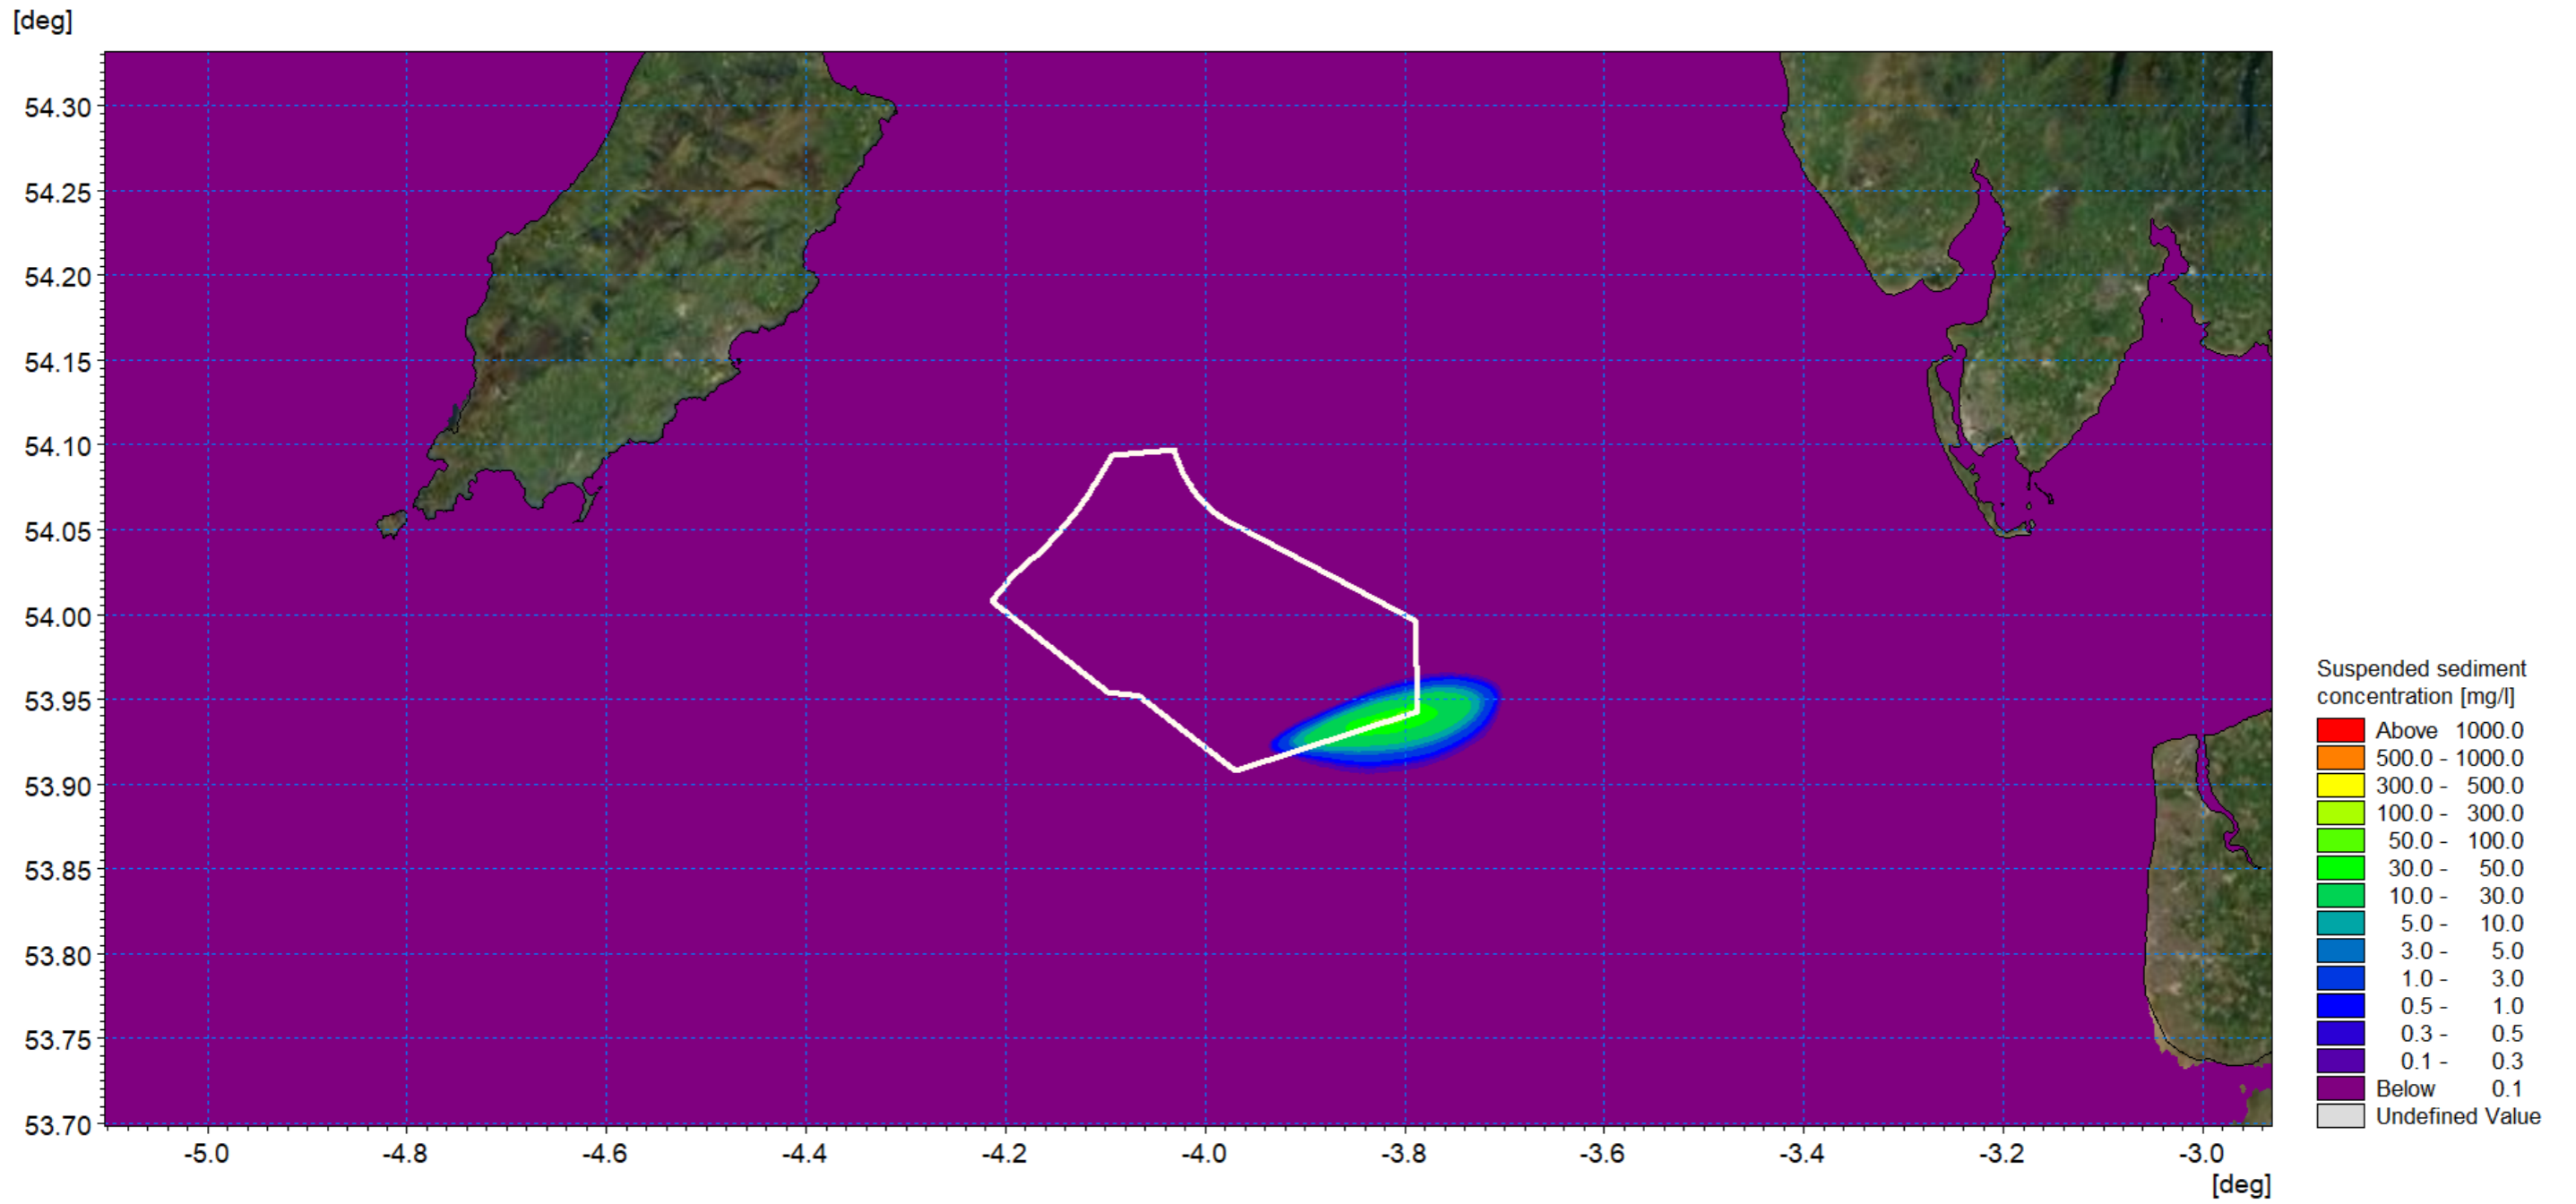 [deg]
54.30
54.25
54.20
54.15
54.10
54.05
54.00
53.95
53.90
53.85
53.80
53.75
53.70
-5.0 -4.8 -4.6 -4.4 -4.2 -4.0 -3.8 -3.6 -3.4 -3.2 -3.0
[deg]
Suspended sediment
concentration [mg/l]
Above 1000.0
500.0 - 1000.0
300.0 - 500.0
100.0 - 300.0
50.0 - 100.0
30.0 - 50.0
10.0 - 30.0
5.0 - 10.0
3.0 - 5.0
1.0 - 3.0
0.5 - 1.0
0.3 - 0.5
0.1 - 0.3
Below 0.1
Undefined Value